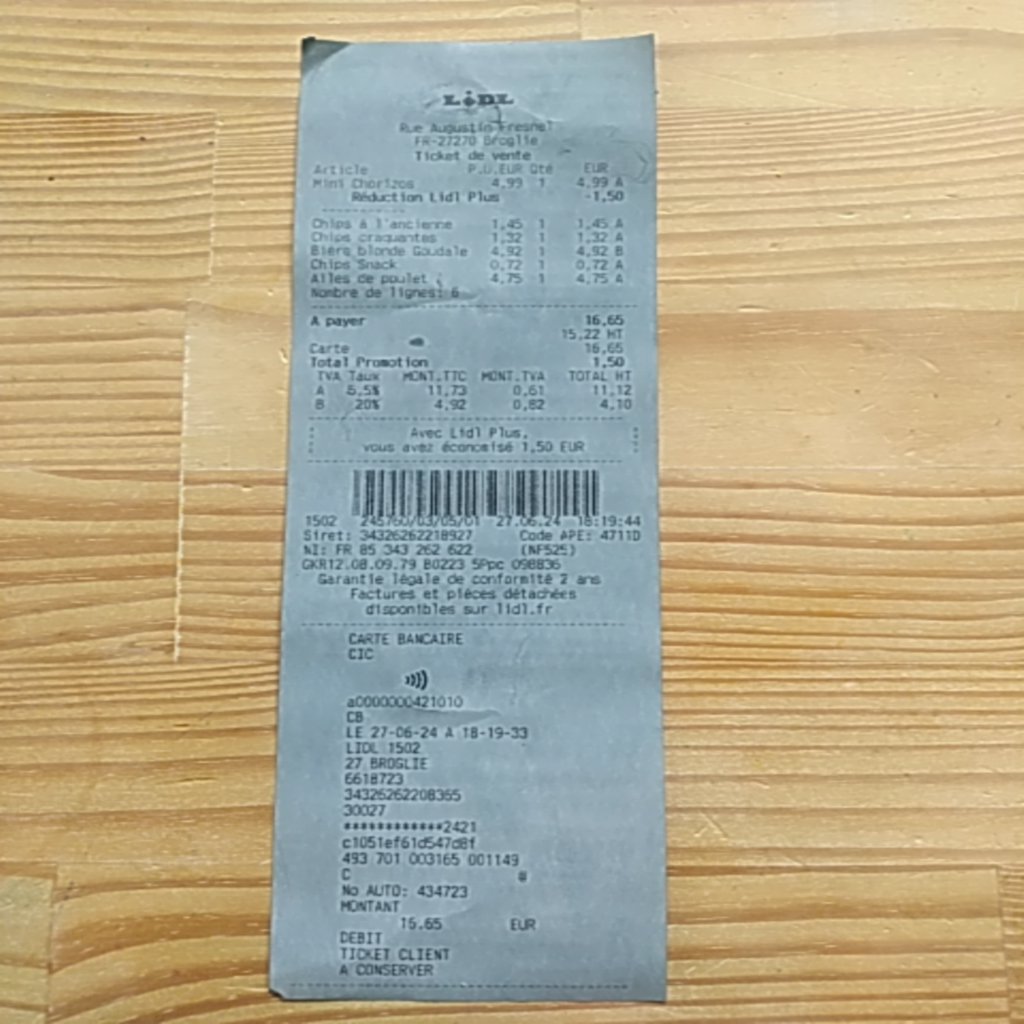 LIDL
Rue Augustin Fresnel
FR-27270 Broglie
Ticket de vente
Article P.U.EUR Qté EUR
Mini Chorizos 4,99 1 4,99 A
Réduction Lidl Plus -1,50
Chips à l'ancienne 1,45 1 1,45 A
Chips craquantes 1,32 1 1,32 A
Bière blonde Goudale 4,92 1 4,92 B
Chips Snack 0,72 1 0,72 A
Ailes de poulet 4,75 1 4,75 A
Nombre de lignes: 6
A payer 16,65
15,22 HT
Carte 16,65
Total Promotion 1,50
TVA Taux MONT.TTC MONT.TVA TOTAL HT
A 5,5% 11,73 0,61 11,12
B 20% 4,92 0,82 4,10
Avec Lidl Plus,
vous avez économisé 1,50 EUR
1502 245760/03/05/01 27.06.24 18:19:44
Siret: 34326262218927 Code APE: 4711D
NI: FR 85 343 262 622 (NF525)
GKR12.08.09.79 B0223 5Ppc 098836
Garantie légale de conformité 2 ans
Factures et pièces détachées
disponibles sur lidl.fr
CARTE BANCAIRE
CIC
a0000000421010
CB
LE 27-06-24 A 18-19-33
LIDL 1502
27 BROGLIE
6618723
34326262208365
30027
************2421
c1051ef61d547d8f
493 701 003165 001149
C @
No AUTO: 434723
MONTANT
16.65 EUR
DEBIT
TICKET CLIENT
A CONSERVER